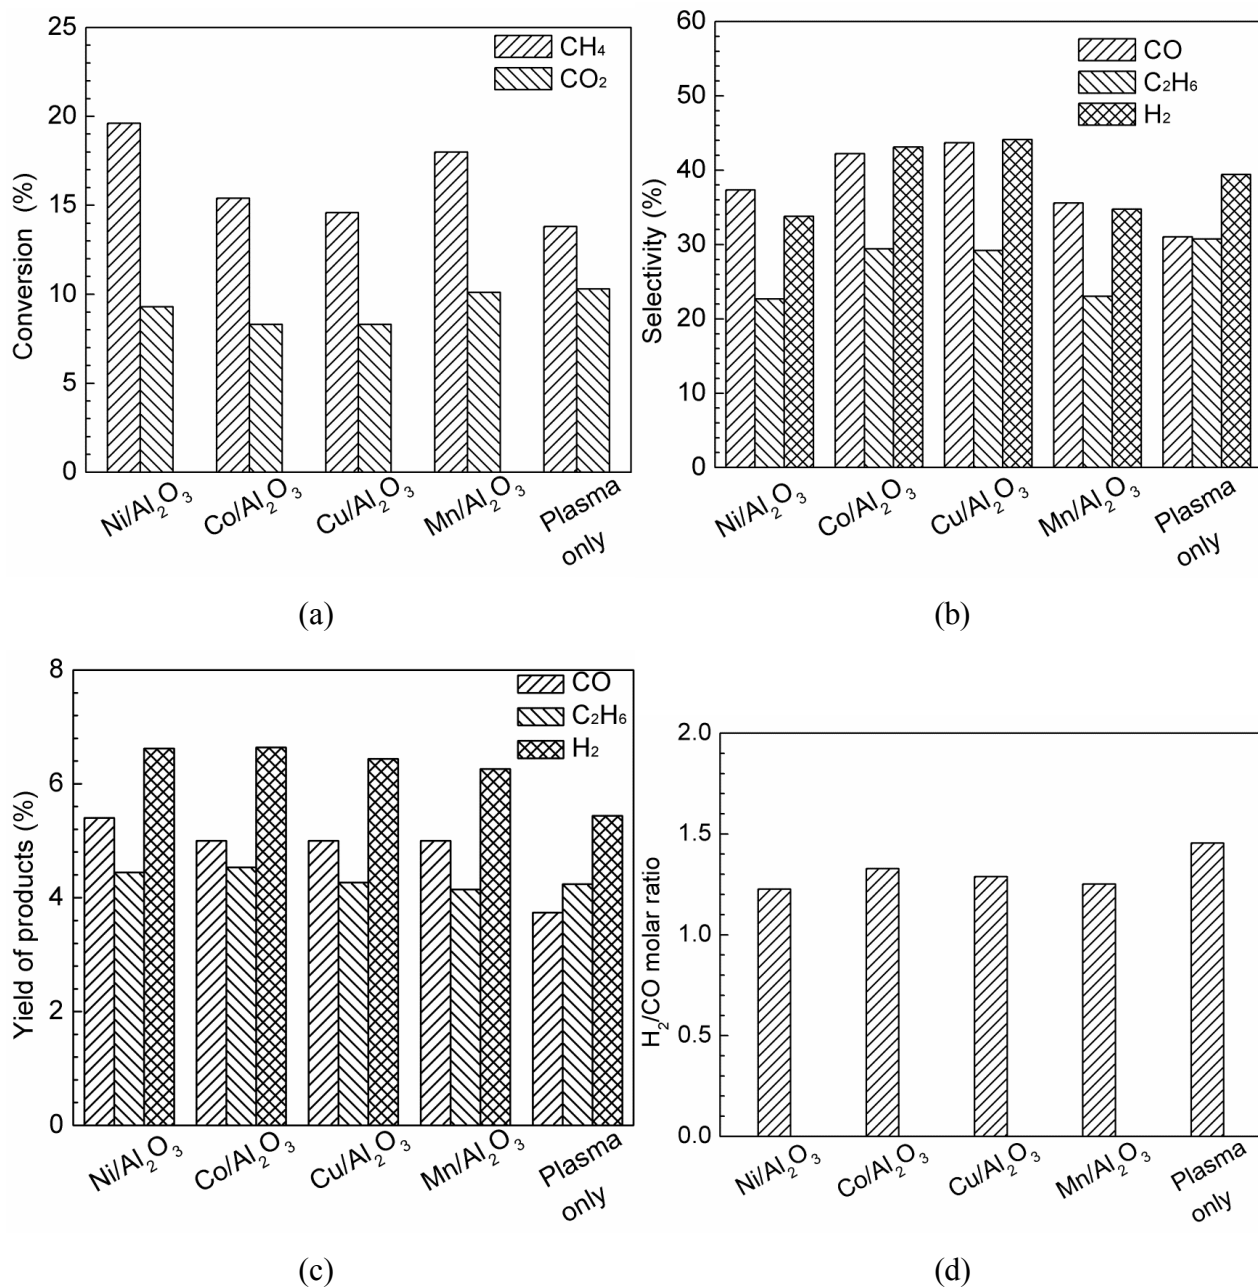 25
20
15
10
5
0
Conversion (%)
CH₄
CO₂
Ni/Al₂O₃
Co/Al₂O₃
Cu/Al₂O₃
Mn/Al₂O₃
Plasma
only
(a)
60
50
40
30
20
10
0
Selectivity (%)
CO
C₂H₆
H₂
Ni/Al₂O₃
Co/Al₂O₃
Cu/Al₂O₃
Mn/Al₂O₃
Plasma
only
(b)
8
6
4
2
0
Yield of products (%)
CO
C₂H₆
H₂
Ni/Al₂O₃
Co/Al₂O₃
Cu/Al₂O₃
Mn/Al₂O₃
Plasma
only
(c)
2.0
1.5
1.0
0.5
0.0
H₂/CO molar ratio
Ni/Al₂O₃
Co/Al₂O₃
Cu/Al₂O₃
Mn/Al₂O₃
Plasma
only
(d)